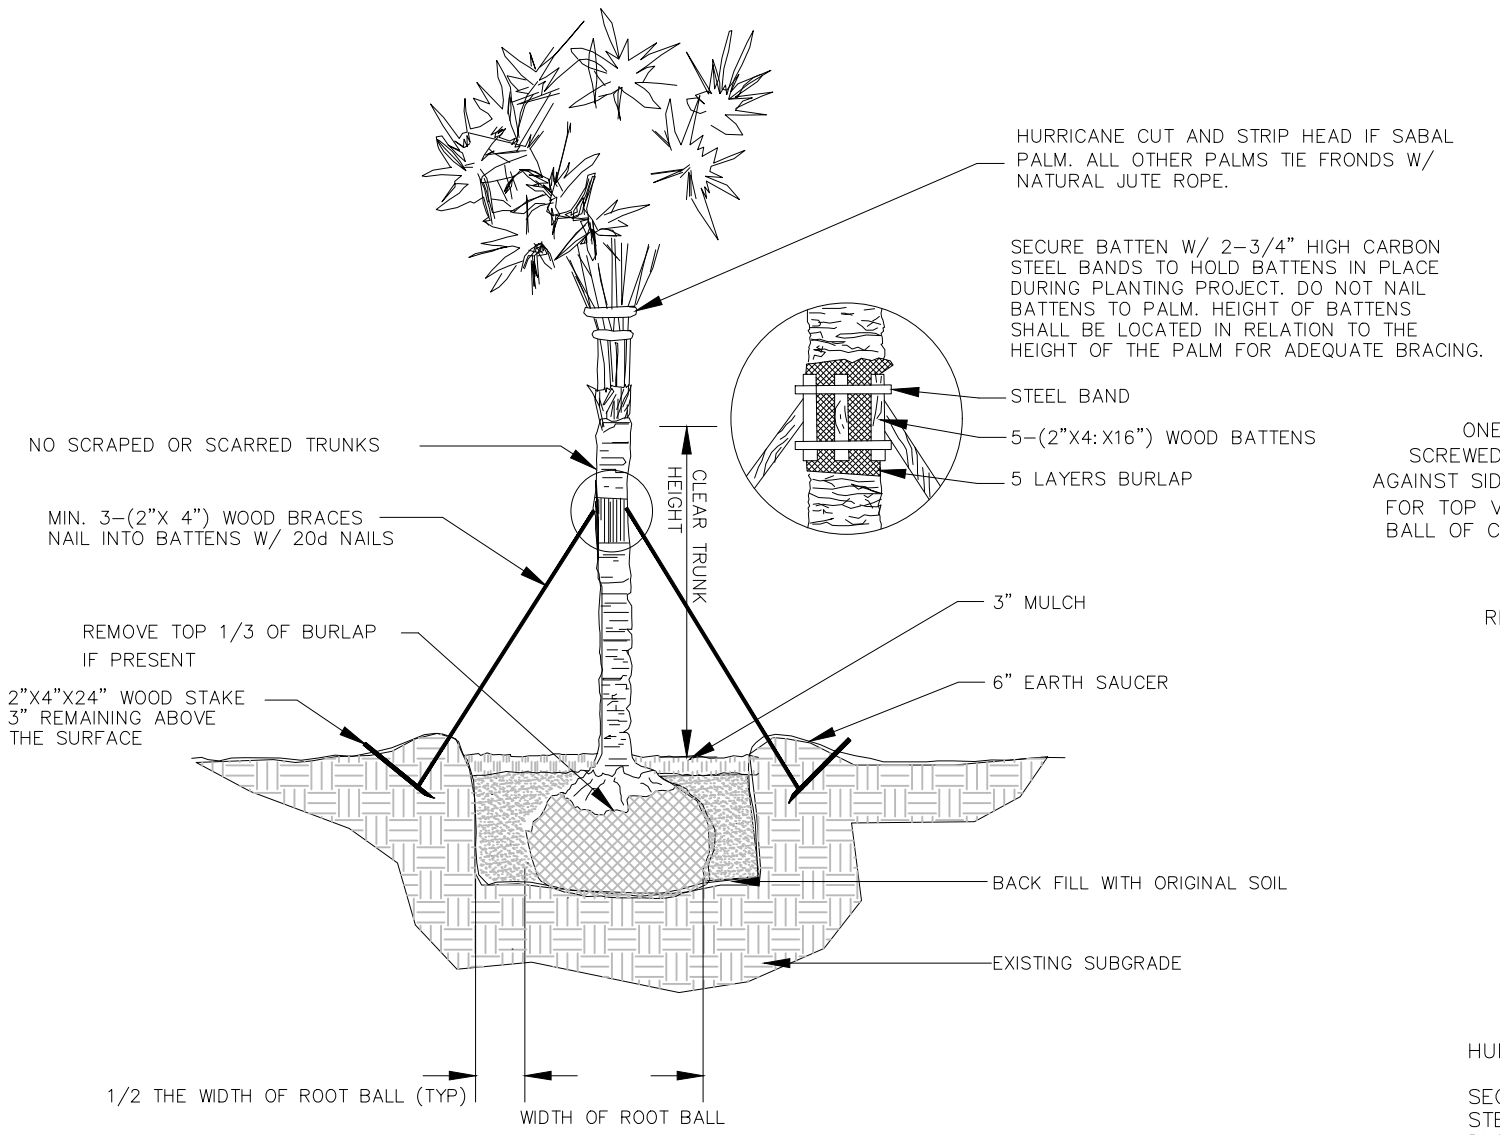 HURRICANE CUT AND STRIP HEAD IF SABAL
PALM. ALL OTHER PALMS TIE FRONDS W/
NATURAL JUTE ROPE.
SECURE BATTEN W/ 2-3/4" HIGH CARBON
STEEL BANDS TO HOLD BATTENS IN PLACE
DURING PLANTING PROJECT. DO NOT NAIL
BATTENS TO PALM. HEIGHT OF BATTENS
SHALL BE LOCATED IN RELATION TO THE
HEIGHT OF THE PALM FOR ADEQUATE BRACING.
STEEL BAND
5-(2"X4:X16") WOOD BATTENS
5 LAYERS BURLAP
NO SCRAPED OR SCARRED TRUNKS
MIN. 3-(2"X 4") WOOD BRACES
NAIL INTO BATTENS W/ 20d NAILS
CLEAR TRUNK
HEIGHT
REMOVE TOP 1/3 OF BURLAP
IF PRESENT
2"X4"X24" WOOD STAKE
3" REMAINING ABOVE
THE SURFACE
3" MULCH
6" EARTH SAUCER
BACK FILL WITH ORIGINAL SOIL
EXISTING SUBGRADE
1/2 THE WIDTH OF ROOT BALL (TYP)
WIDTH OF ROOT BALL
ONE
SCREWED
AGAINST SID
FOR TOP V
BALL OF C
HU
SEC
STE